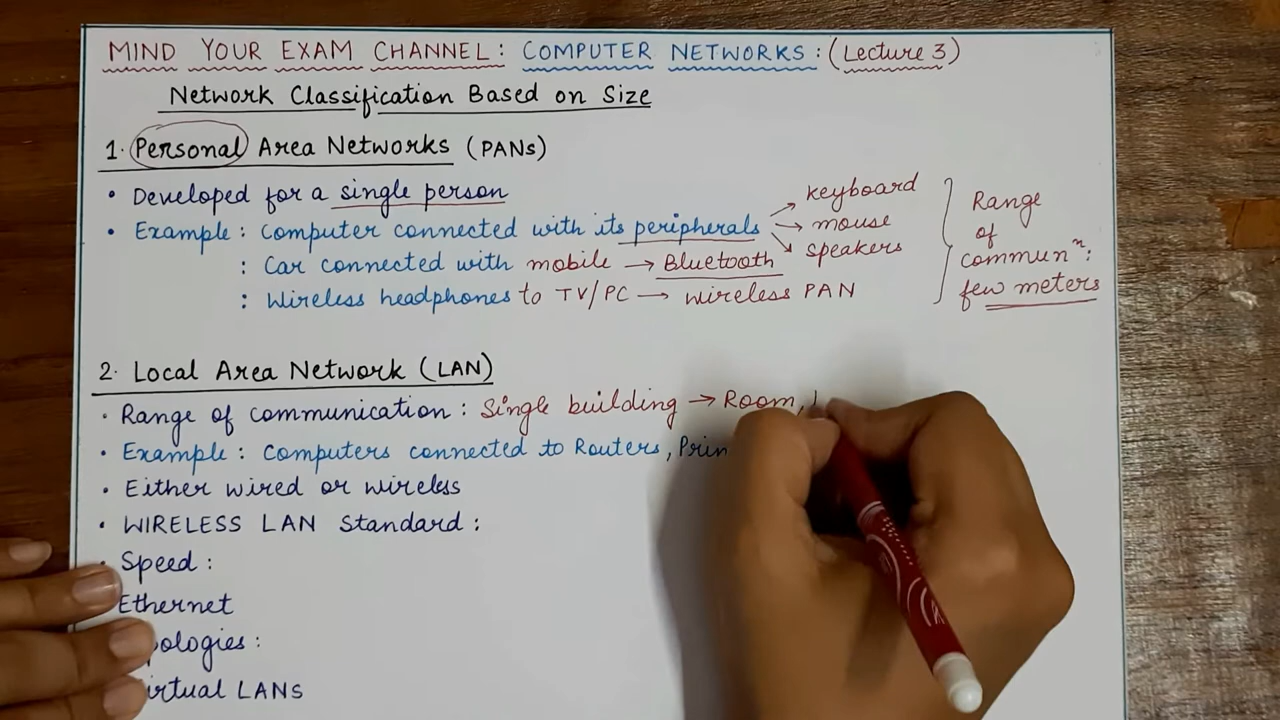 MIND YOUR EXAM CHANNEL: COMPUTER NETWORKS: (Lecture 3)
Network Classification Based on Size
1. Personal Area Networks (PANs)
• Developed for a single person
• Example: Computer connected with its peripherals → keyboard
→ mouse
→ speakers
: Car connected with mobile → Bluetooth
: Wireless headphones to TV/PC → wireless PAN
Range
of
commun^n:
few meters
2. Local Area Network (LAN)
• Range of communication: Single building → Room,
• Example: Computers connected to Routers, Prin
• Either wired or wireless
• WIRELESS LAN standard:
• Speed:
Ethernet
pologies:
irtual LANs